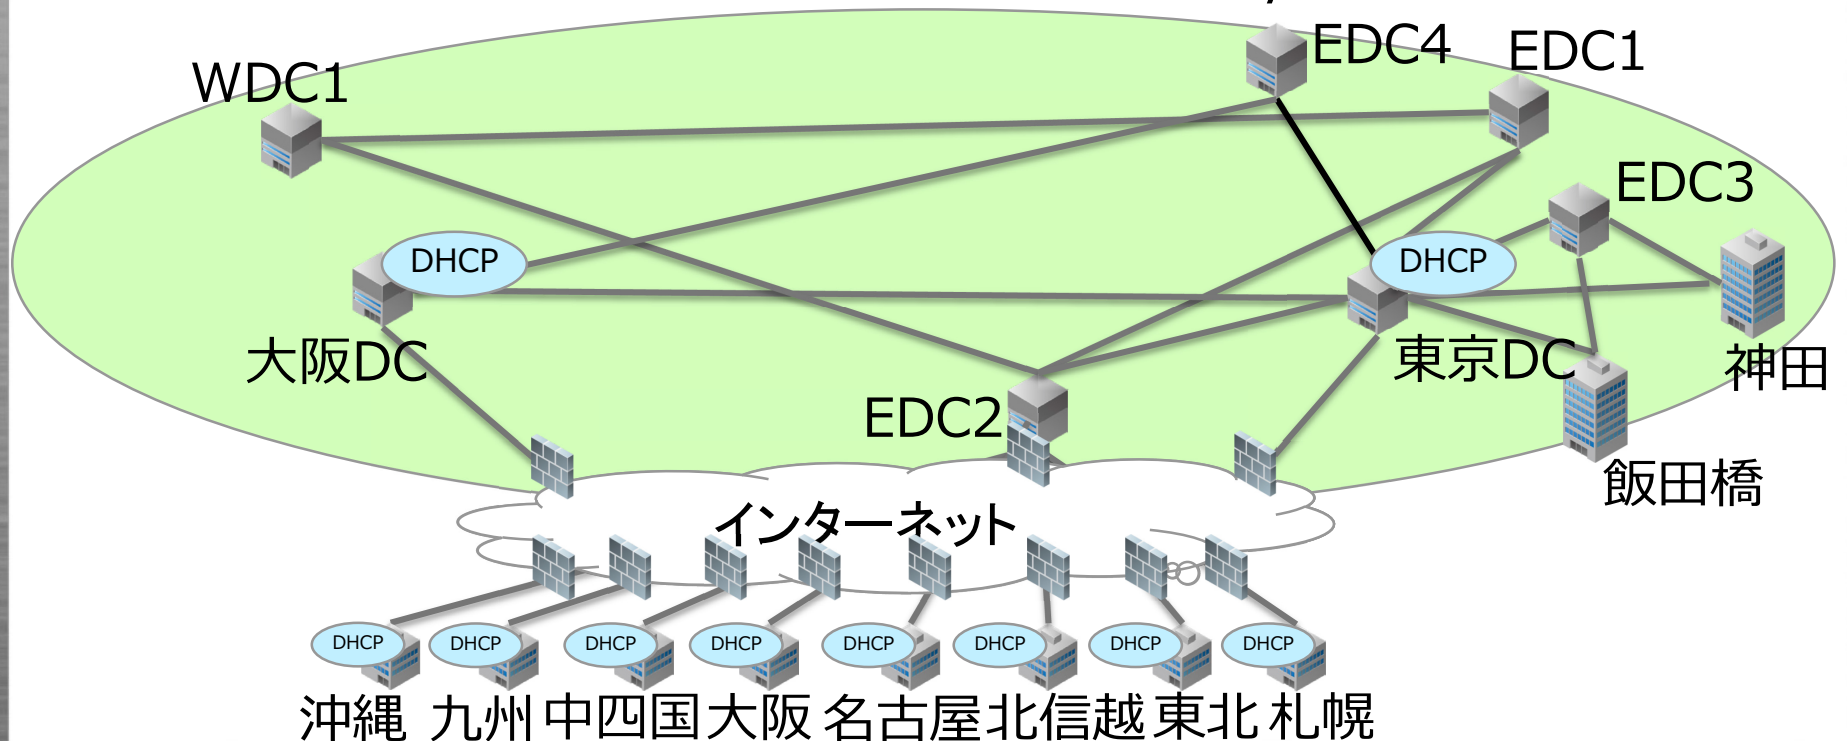 EDC4
EDC1
WDC1
EDC3
DHCP
DHCP
大阪DC
東京DC
神田
EDC2
飯田橋
インターネット
DHCP DHCP DHCP DHCP DHCP DHCP DHCP DHCP
沖縄 九州 中四国 大阪 名古屋 北信越 東北 札幌